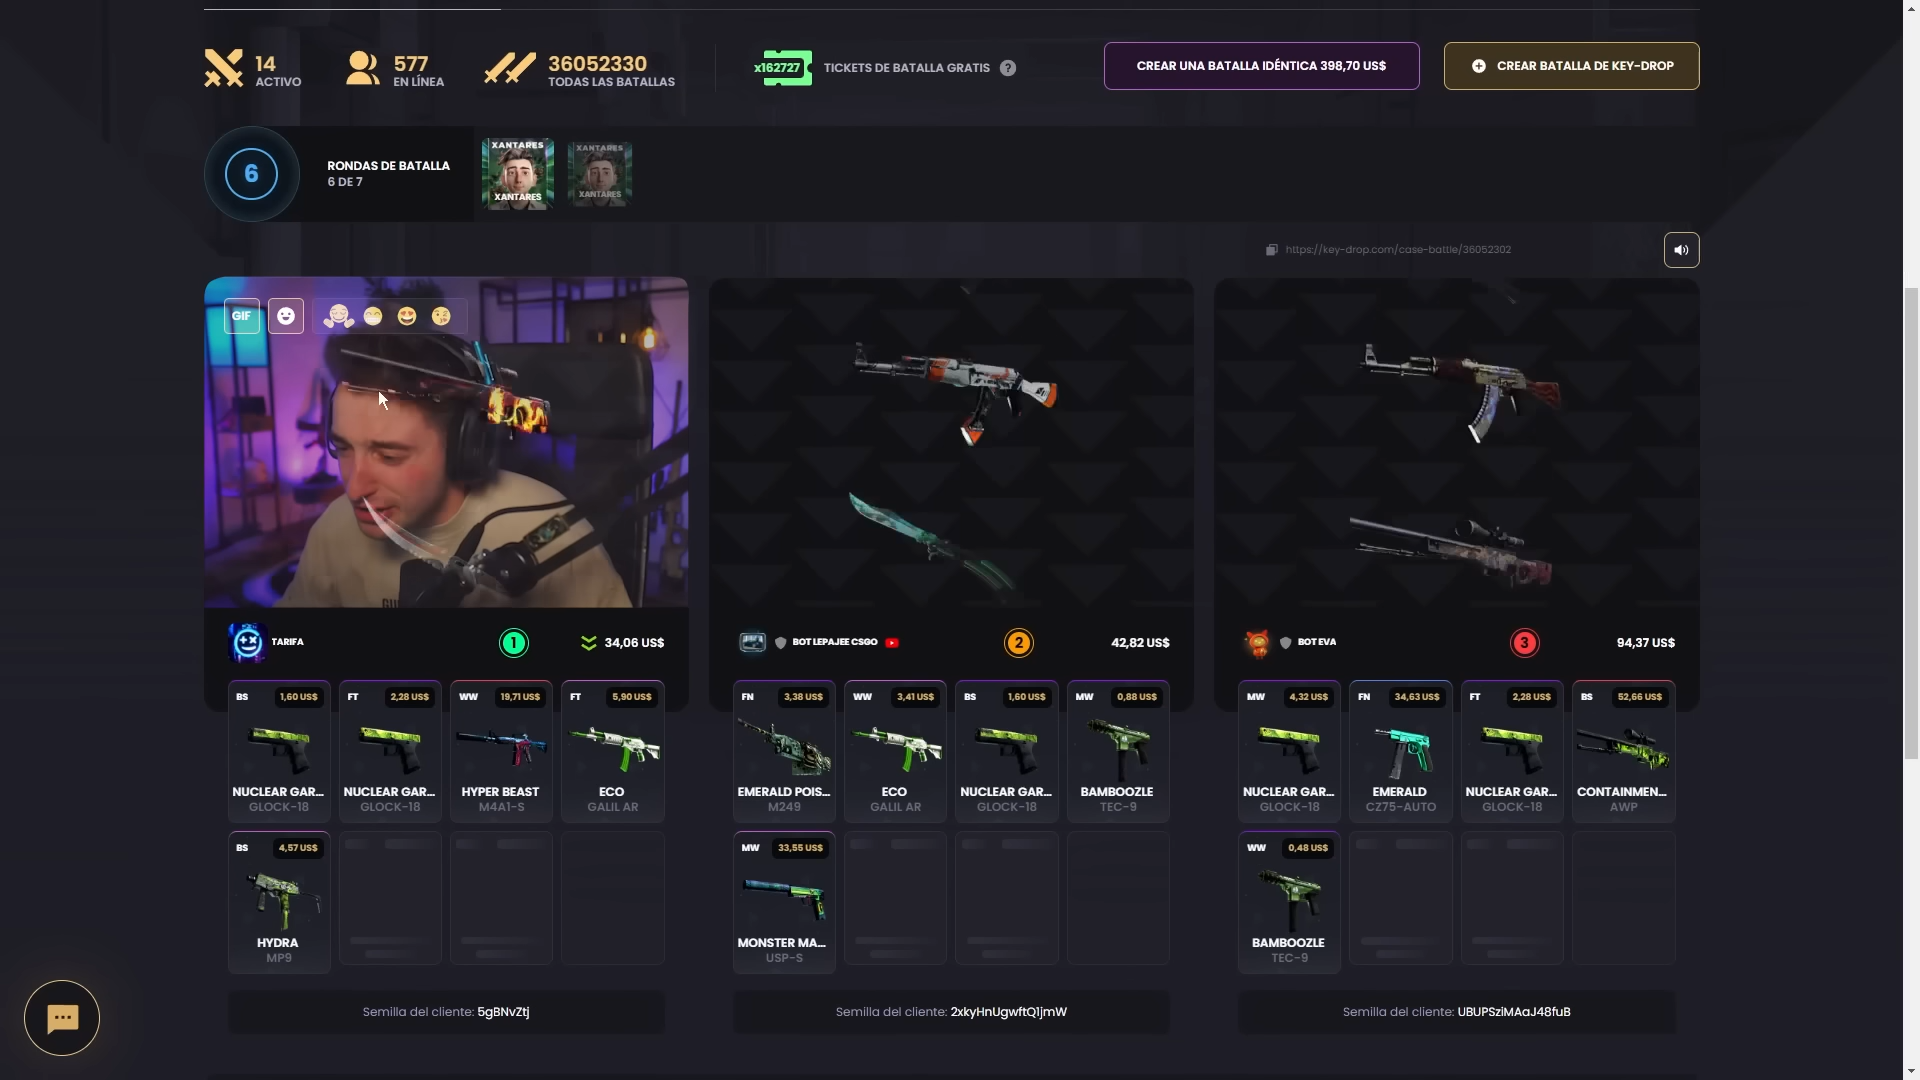 14
ACTIVO
577
EN LÍNEA
36052330
TODAS LAS BATALLAS
x162727
TICKETS DE BATALLA GRATIS ?
CREAR UNA BATALLA IDÉNTICA 398,70 US$
CREAR BATALLA DE KEY-DROP
6
RONDAS DE BATALLA
6 DE 7
XANTARES
XANTARES
XANTARES
XANTARES
https://key-drop.com/case-battle/36052302
GIF
TARIFA
1
34,06 US$
BOT LEPAJEE CSGO
2
42,82 US$
BOT EVA
3
94,37 US$
BS 1,60 US$
NUCLEAR GAR...
GLOCK-18
FT 2,28 US$
NUCLEAR GAR...
GLOCK-18
WW 19,71 US$
HYPER BEAST
M4A1-S
FT 5,90 US$
ECO
GALIL AR
FN 3,38 US$
EMERALD POIS...
M249
WW 3,41 US$
ECO
GALIL AR
BS 1,60 US$
NUCLEAR GAR...
GLOCK-18
MW 0,88 US$
BAMBOOZLE
TEC-9
MW 4,32 US$
NUCLEAR GAR...
GLOCK-18
FN 34,63 US$
EMERALD
CZ75-AUTO
FT 2,28 US$
NUCLEAR GAR...
GLOCK-18
BS 52,66 US$
CONTAINMEN...
AWP
BS 4,57 US$
HYDRA
MP9
MW 33,55 US$
MONSTER MA...
USP-S
WW 0,48 US$
BAMBOOZLE
TEC-9
Semilla del cliente: 5gBNvZtj
Semilla del cliente: 2xkyHnUgwftQ1jmW
Semilla del cliente: UBUPSziMAaJ48fuB